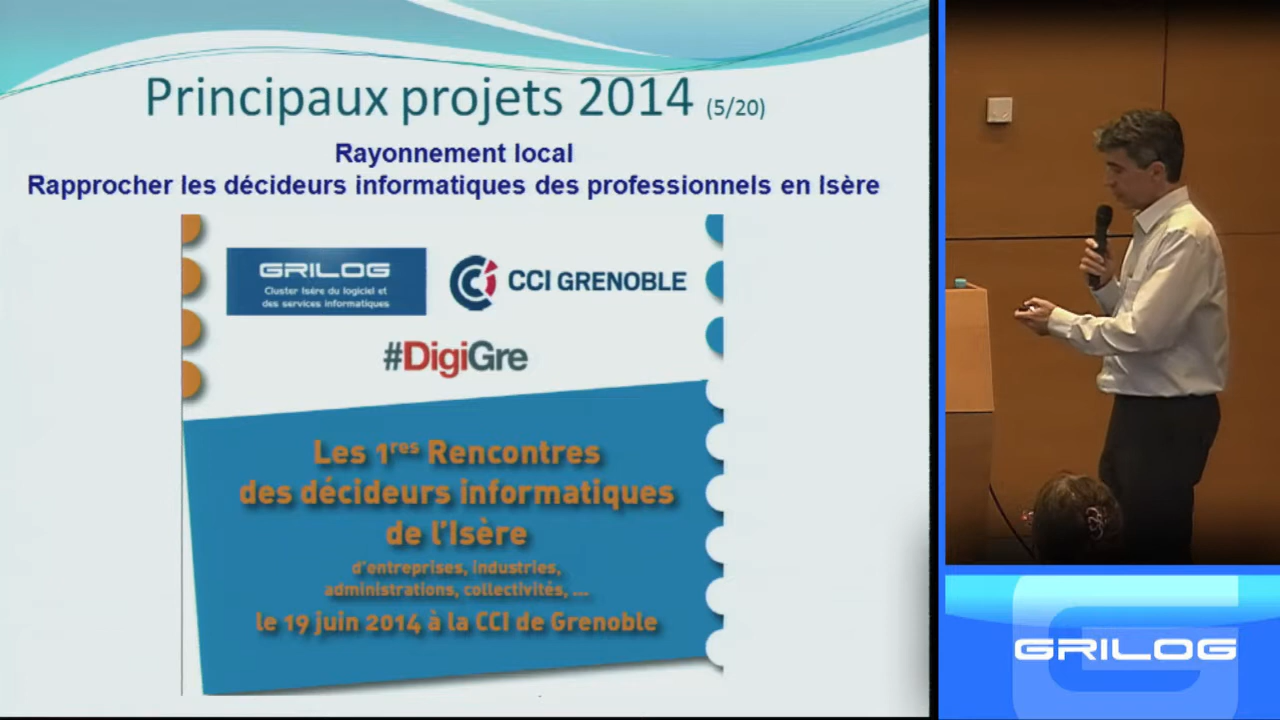 Principaux projets 2014 (5/20)
Rayonnement local
Rapprocher les décideurs informatiques des professionnels en Isère
GRILOG
Cluster Isère du logiciel et
des services informatiques
CCI GRENOBLE
#DigiGre
Les 1res Rencontres
des décideurs informatiques
de l'Isère
d'entreprises, industries,
administrations, collectivités, ...
le 19 juin 2014 à la CCI de Grenoble
GRILOG